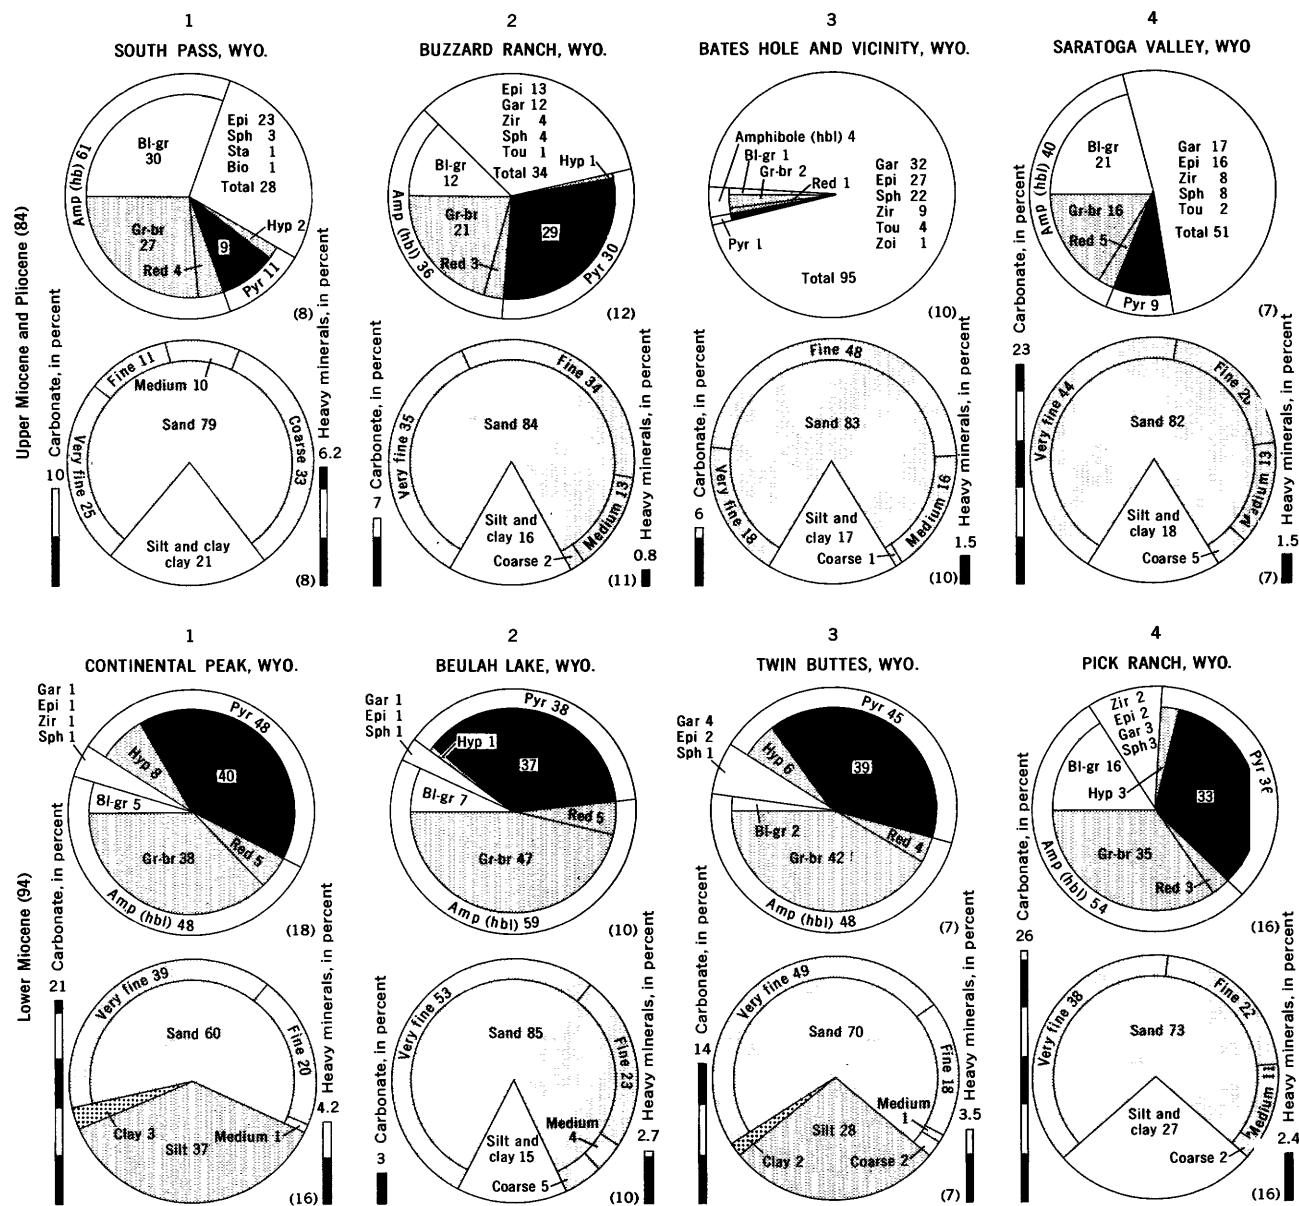 Upper Miocene and Pliocene (84)
1
SOUTH PASS, WYO.
Amp (hb) 61
Bl-gr
30
Epi 23
Sph 3
Sta 1
Bio 1
Total 28
Gr-br
27
Red 4
9
Hyp 2
Pyr 11
(8)
Carbonate, in percent
10
Fine 11
Medium 10
Sand 79
Very fine 25
Coarse 33
Silt and clay
clay 21
(8)
Heavy minerals, in percent
6.2
2
BUZZARD RANCH, WYO.
Epi 13
Gar 12
Zir 4
Sph 4
Tou 1
Total 34
Hyp 1
Bl-gr
12
Amp (hbl) 36
Gr-br
21
Red 3
29
Pyr 30
(12)
Carbonete, in percent
7
Fine 34
Sand 84
Very fine 35
Silt and
clay 16
Medium 13
Coarse 2
(11)
Heavy minerals, in percent
0.8
3
BATES HOLE AND VICINITY, WYO.
Amphibole (hbl) 4
Bl-gr 1
Gr-br 2
Red 1
Pyr 1
Gar 32
Epi 27
Sph 22
Zir 9
Tou 4
Zoi 1
Total 95
(10)
Carbonate, in percent
6
Fine 48
Sand 83
Very fine 18
Silt and
clay 17
Medium 16
Coarse 1
(10)
Heavy minerals, in percent
1.5
4
SARATOGA VALLEY, WYO
Amp (hbl) 40
Bl-gr
21
Gr-br 16
Red 5
Pyr 9
Gar 17
Epi 16
Zir 8
Sph 8
Tou 2
Total 51
(7)
Carbonate, in percent
23
Very fine 44
Sand 82
Medium 13
Silt and
clay 18
Coarse 5
(7)
Heavy minerals, in percent
1.5
Lower Miocene (94)
1
CONTINENTAL PEAK, WYO.
Gar 1
Epi 1
Zir 1
Sph 1
Pyr 48
Hyp 8
40
Bl-gr 5
Gr-br 38
Red 5
Amp (hbl) 48
(18)
Carbonate, in percent
21
Very fine 39
Sand 60
Fine 20
Clay 3
Silt 37
Medium 1
(16)
Heavy minerals, in percent
4.2
2
BEULAH LAKE, WYO.
Gar 1
Epi 1
Sph 1
Pyr 38
Hyp 1
37
Bl-gr 7
Red 5
Gr-br 47
Amp (hbl) 59
(10)
Carbonate, in percent
3
Very fine 53
Sand 85
Fine 23
Medium
4
Silt and
clay 15
Coarse 5
(10)
Heavy minerals, in percent
2.7
3
TWIN BUTTES, WYO.
Gar 4
Epi 2
Sph 1
Pyr 45
Hyp 6
39
Bl-gr 2
Red 4
Gr-br 42
Amp (hbl) 48
(7)
Carbonate, in percent
14
Very fine 49
Sand 70
Fine 18
Medium
1
Silt 28
Clay 2
Coarse 2
(7)
Heavy minerals, in percent
3.5
4
PICK RANCH, WYO.
Zir 2
Epi 2
Gar 3
Sph 3
Bl-gr 16
Hyp 3
33
Gr-br 35
Red 3
Amp (hbl) 54
(16)
Carbonate, in percent
26
Very fine 38
Fine 22
Sand 73
Medium 11
Silt and
clay 27
Coarse 2
(16)
Heavy minerals, in percent
2.4